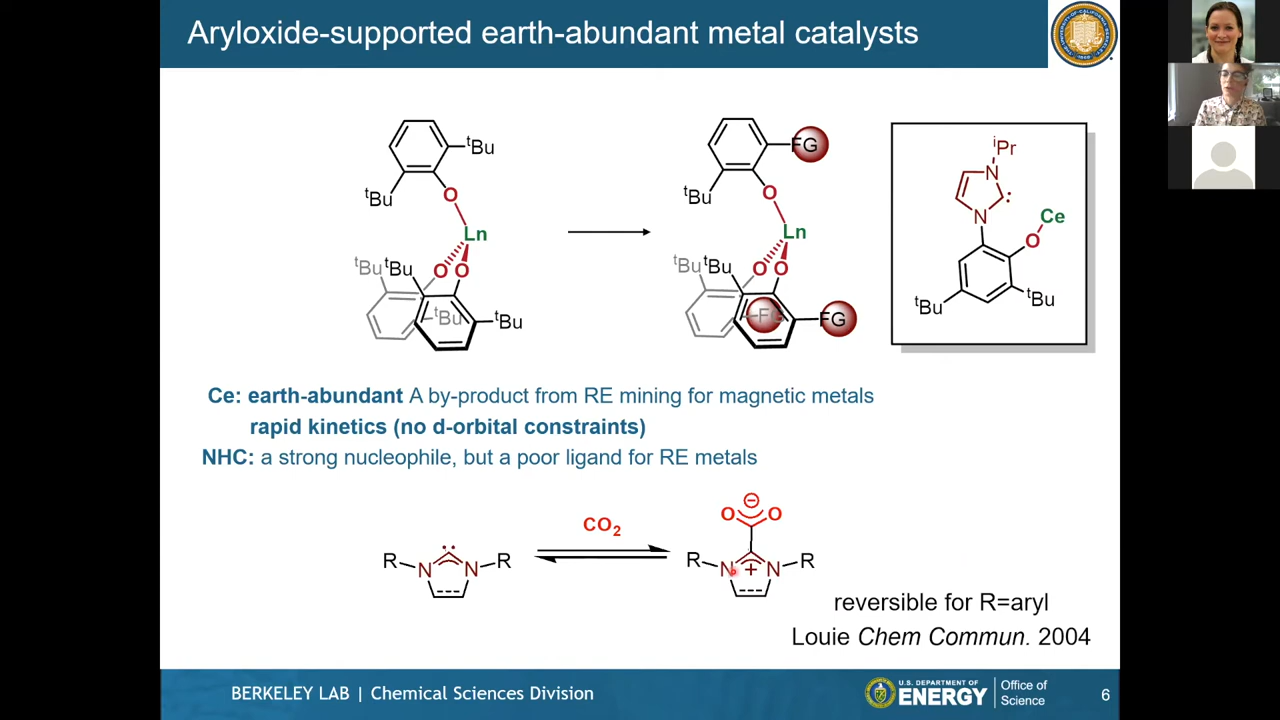 Aryloxide-supported earth-abundant metal catalysts
tBu
tBu
O
Ln
tBu
tBu
O
O
tBu
tBu
FG
tBu
O
Ln
tBu
tBu
O
O
F
FG
iPr
N
:
N
Ce
O
tBu
tBu
Ce: earth-abundant A by-product from RE mining for magnetic metals
rapid kinetics (no d-orbital constraints)
NHC: a strong nucleophile, but a poor ligand for RE metals
CO2
O O
R N N R
R N + N R
reversible for R=aryl
Louie Chem Commun. 2004
BERKELEY LAB | Chemical Sciences Division
U.S. DEPARTMENT OF
ENERGY
Office of
Science
6